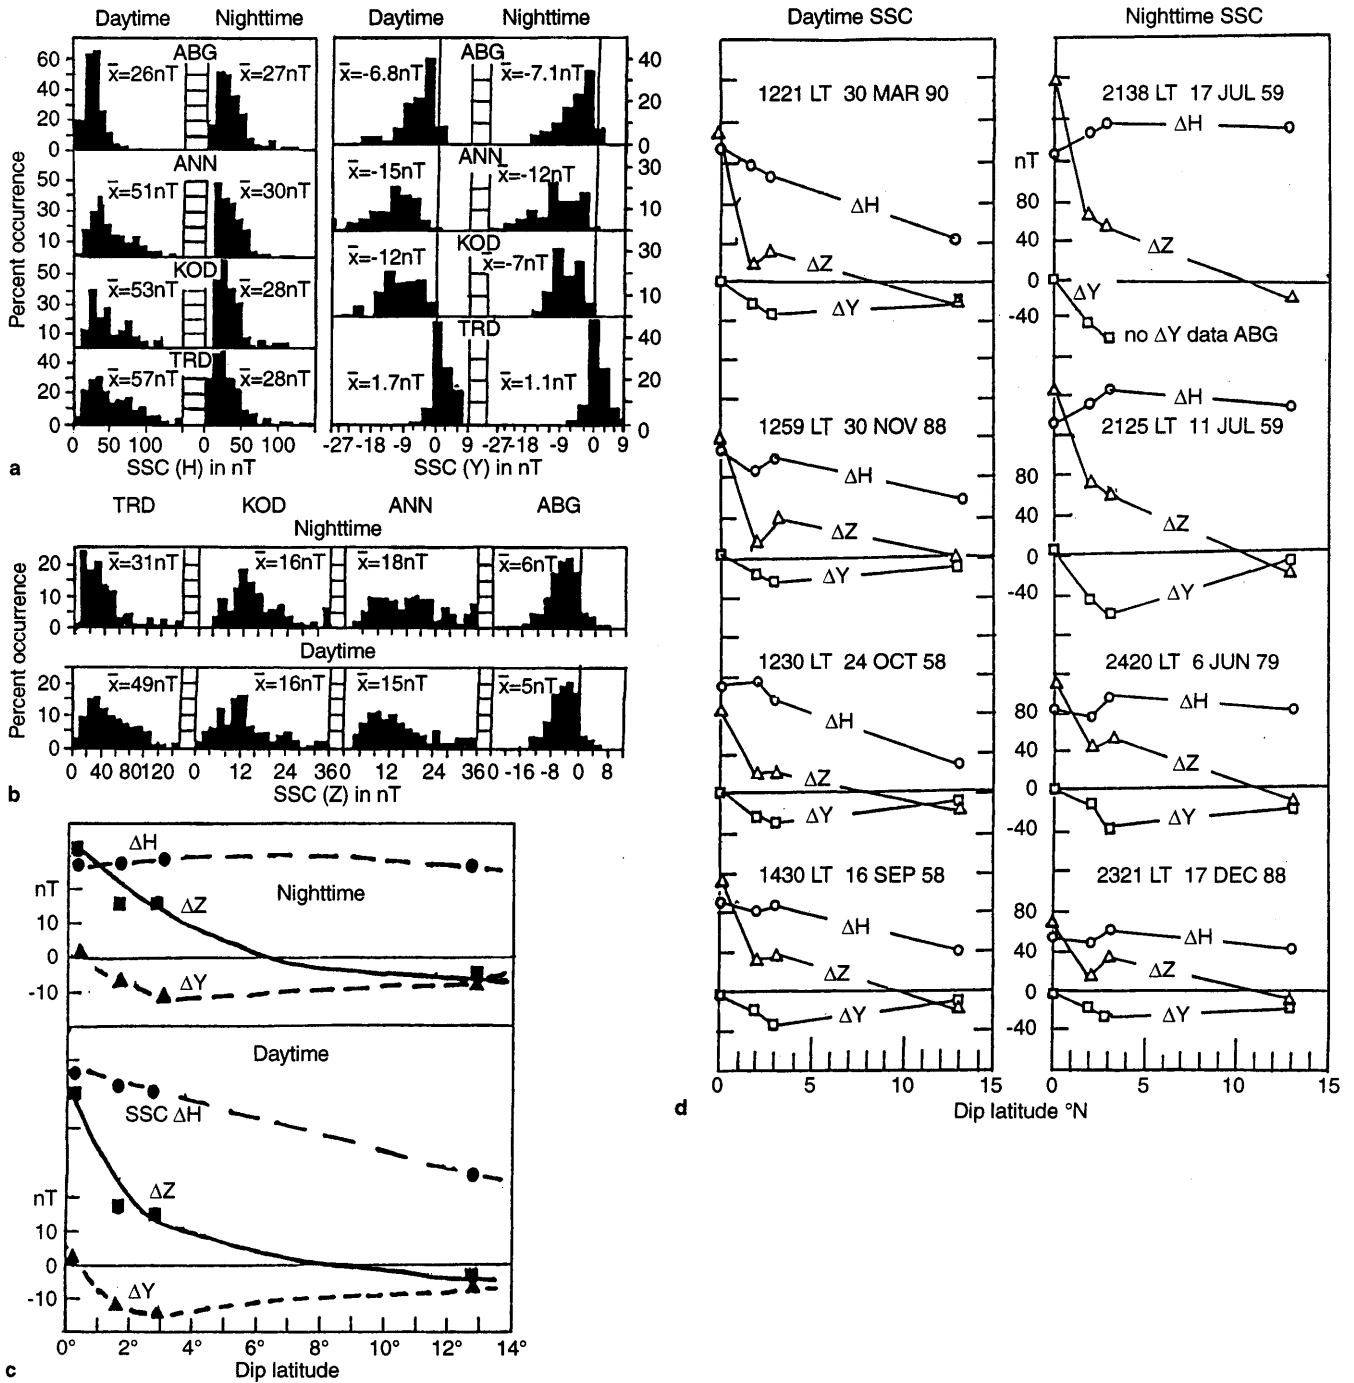 Daytime Nighttime Daytime Nighttime
ABG ABG
x̄=26nT x̄=27nT x̄=-6.8nT x̄=-7.1nT
60 40
40 20
20 0
0
ANN ANN
x̄=51nT x̄=30nT x̄=-15nT x̄=-12nT
50 30
30 10
10
KOD KOD
x̄=53nT x̄=28nT x̄=-12nT x̄=-7nT
50 30
30 10
10
TRD TRD
x̄=57nT x̄=28nT x̄=1.7nT x̄=1.1nT
40 40
20 20
0 0
Percent occurrence
0 50 100 0 50 100 -27-18 -9 0 9 -27-18 -9 0 9
a SSC (H) in nT SSC (Y) in nT
TRD KOD ANN ABG
Nighttime
x̄=31nT x̄=16nT x̄=18nT x̄=6nT
20
10
0
Daytime
x̄=49nT x̄=16nT x̄=15nT x̄=5nT
20
10
0
Percent occurrence
0 40 80120 0 12 24 360 12 24 360 -16 -8 0 8
SSC (Z) in nT
b
ΔH
Nighttime
nT
ΔZ
10
0
ΔY
-10
Daytime
SSC ΔH
ΔZ
nT
10
0
ΔY
-10
0° 2° 4° 6° 8° 10° 12° 14°
c Dip latitude
Daytime SSC
1221 LT 30 MAR 90
ΔH
ΔZ
ΔY
1259 LT 30 NOV 88
ΔH
ΔZ
ΔY
1230 LT 24 OCT 58
ΔH
ΔZ
ΔY
1430 LT 16 SEP 58
ΔH
ΔZ
ΔY
0 5 10 15
Nighttime SSC
2138 LT 17 JUL 59
ΔH
nT
80
40
ΔZ
0
ΔY
-40
no ΔY data ABG
ΔH
2125 LT 11 JUL 59
80
40
ΔZ
0
-40
ΔY
2420 LT 6 JUN 79
ΔH
80
40
ΔZ
0
ΔY
-40
2321 LT 17 DEC 88
80
ΔH
40
ΔZ
0
ΔY
-40
0 5 10 15
d Dip latitude °N